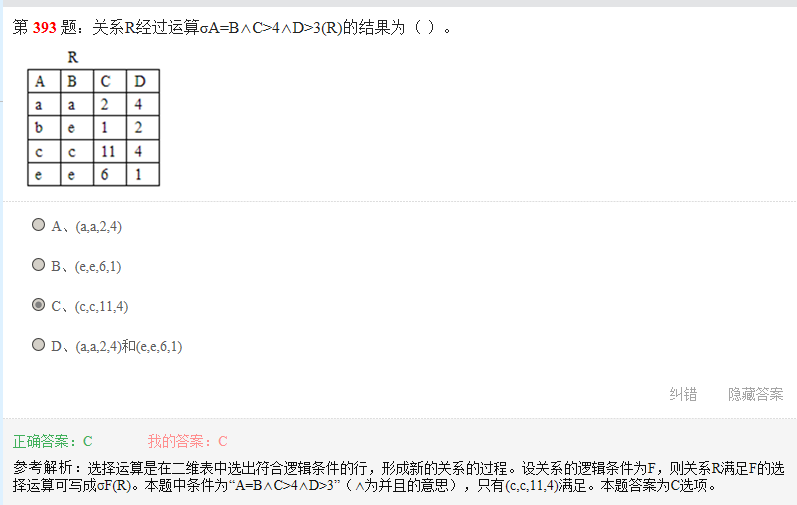 第 393 题：关系R经过运算σA=B∧C>4∧D>3(R)的结果为（ ）。
R
A B C D
a a 2 4
b e 1 2
c c 11 4
e e 6 1
A、(a,a,2,4)
B、(e,e,6,1)
C、(c,c,11,4)
D、(a,a,2,4)和(e,e,6,1)
纠错 隐藏答案
正确答案：C 我的答案：C
参考解析：选择运算是在二维表中选出符合逻辑条件的行，形成新的关系的过程。设关系的逻辑条件为F，则关系R满足F的选
择运算可写成σF(R)。本题中条件为“A=B∧C>4∧D>3”（∧为并且的意思），只有(c,c,11,4)满足。本题答案为C选项。